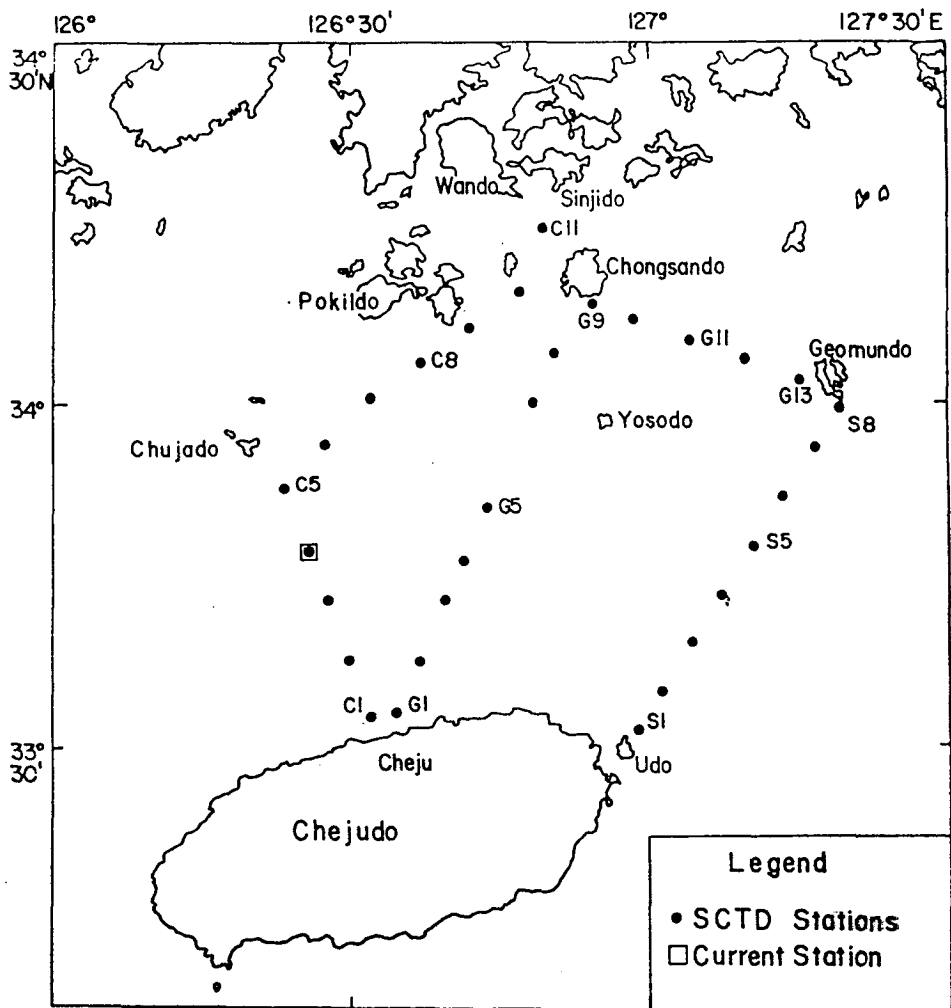 126° 126° 30' 127° 127° 30' E
34°
30'N
Wando
Sinjido
C11
Chongsando
Pokildo
G9
G11
C8
Geomundo
G13
34°
S8
Yosodo
Chujado
C5
G5
S5
C1
G1
S1
33°
30'
Cheju
Udo
Chejudo
Legend
SCTD Stations
Current Station